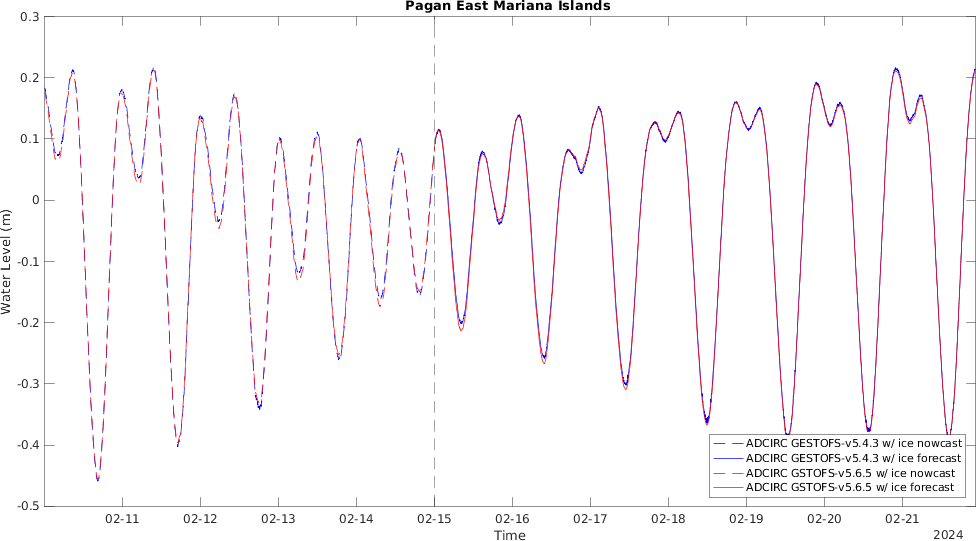 Pagan East Mariana Islands
0.3
0.2
0.1
0
-0.1
-0.2
-0.3
-0.4
-0.5
Water Level (m)
ADCIRC GESTOFS-v5.4.3 w/ ice nowcast
ADCIRC GESTOFS-v5.4.3 w/ ice forecast
ADCIRC GSTOFS-v5.6.5 w/ ice nowcast
ADCIRC GSTOFS-v5.6.5 w/ ice forecast
02-11 02-12 02-13 02-14 02-15 02-16 02-17 02-18 02-19 02-20 02-21
Time
2024